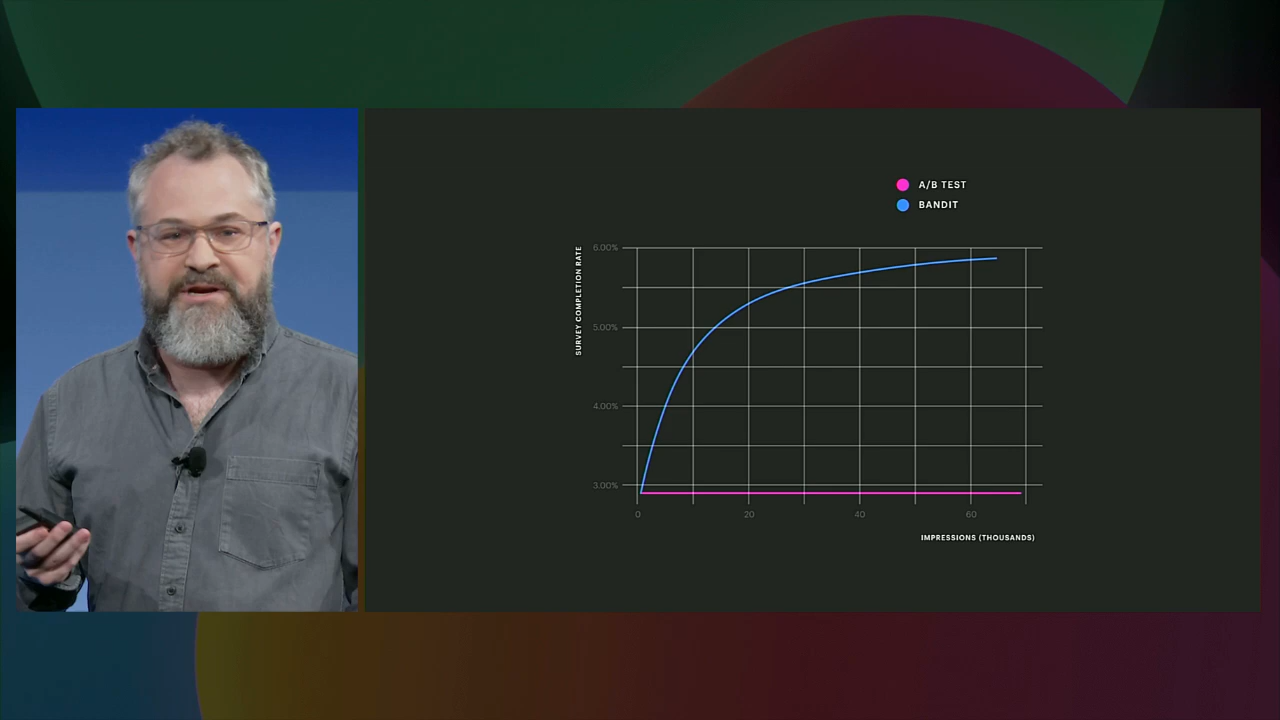 A/B TEST
BANDIT
SURVEY COMPLETION RATE
6.00%
5.00%
4.00%
3.00%
0
20
40
60
IMPRESSIONS (THOUSANDS)